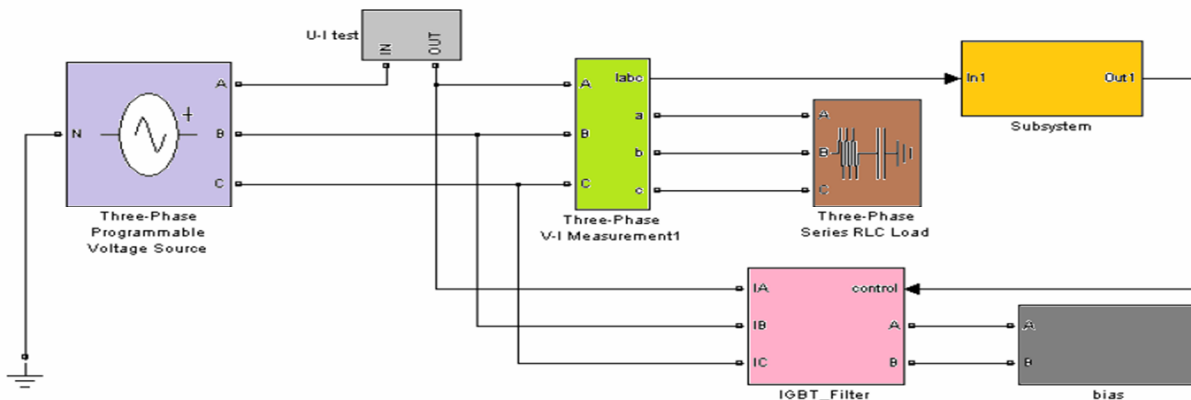 U-I test
IN
OUT
A
B
C
N
Three-Phase
Programmable
Voltage Source
A
B
C
Iabc
a
b
c
Three-Phase
V-I Measurement1
A
B
C
Three-Phase
Series RLC Load
In1
Out1
Subsystem
IA
IB
IC
control
A
B
IGBT_Filter
A
B
bias